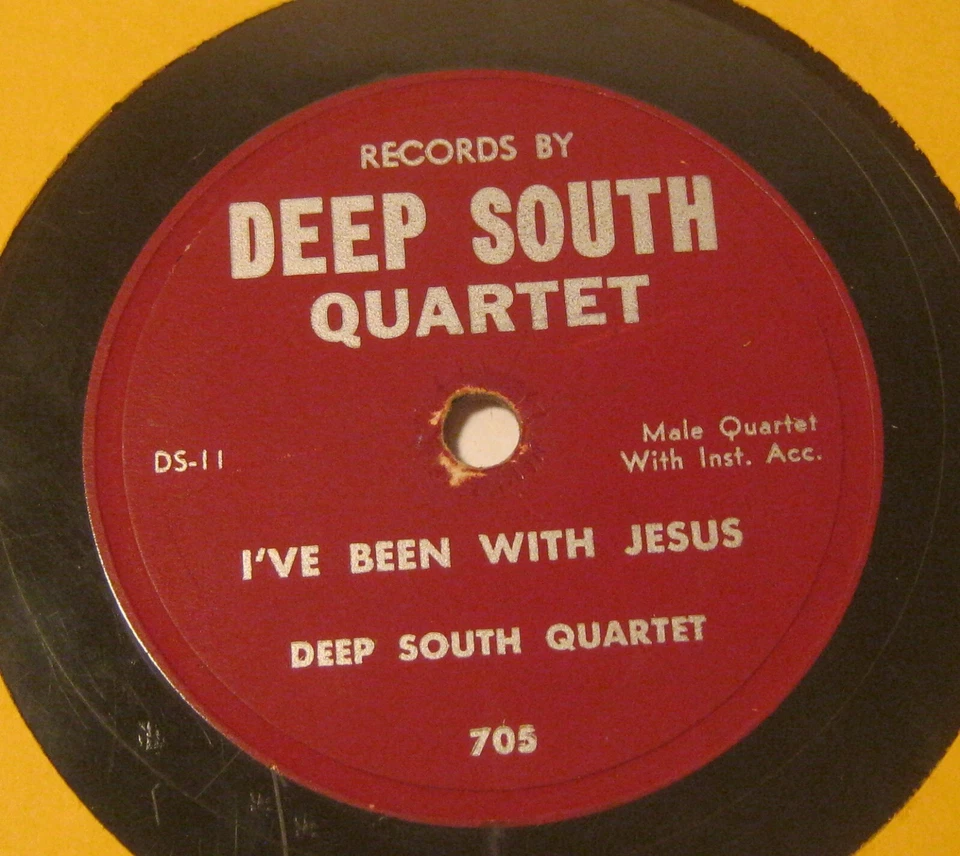 RECORDS BY
DEEP SOUTH
QUARTET
DS-11
Male Quartet
With Inst. Acc.
I'VE BEEN WITH JESUS
DEEP SOUTH QUARTET
705